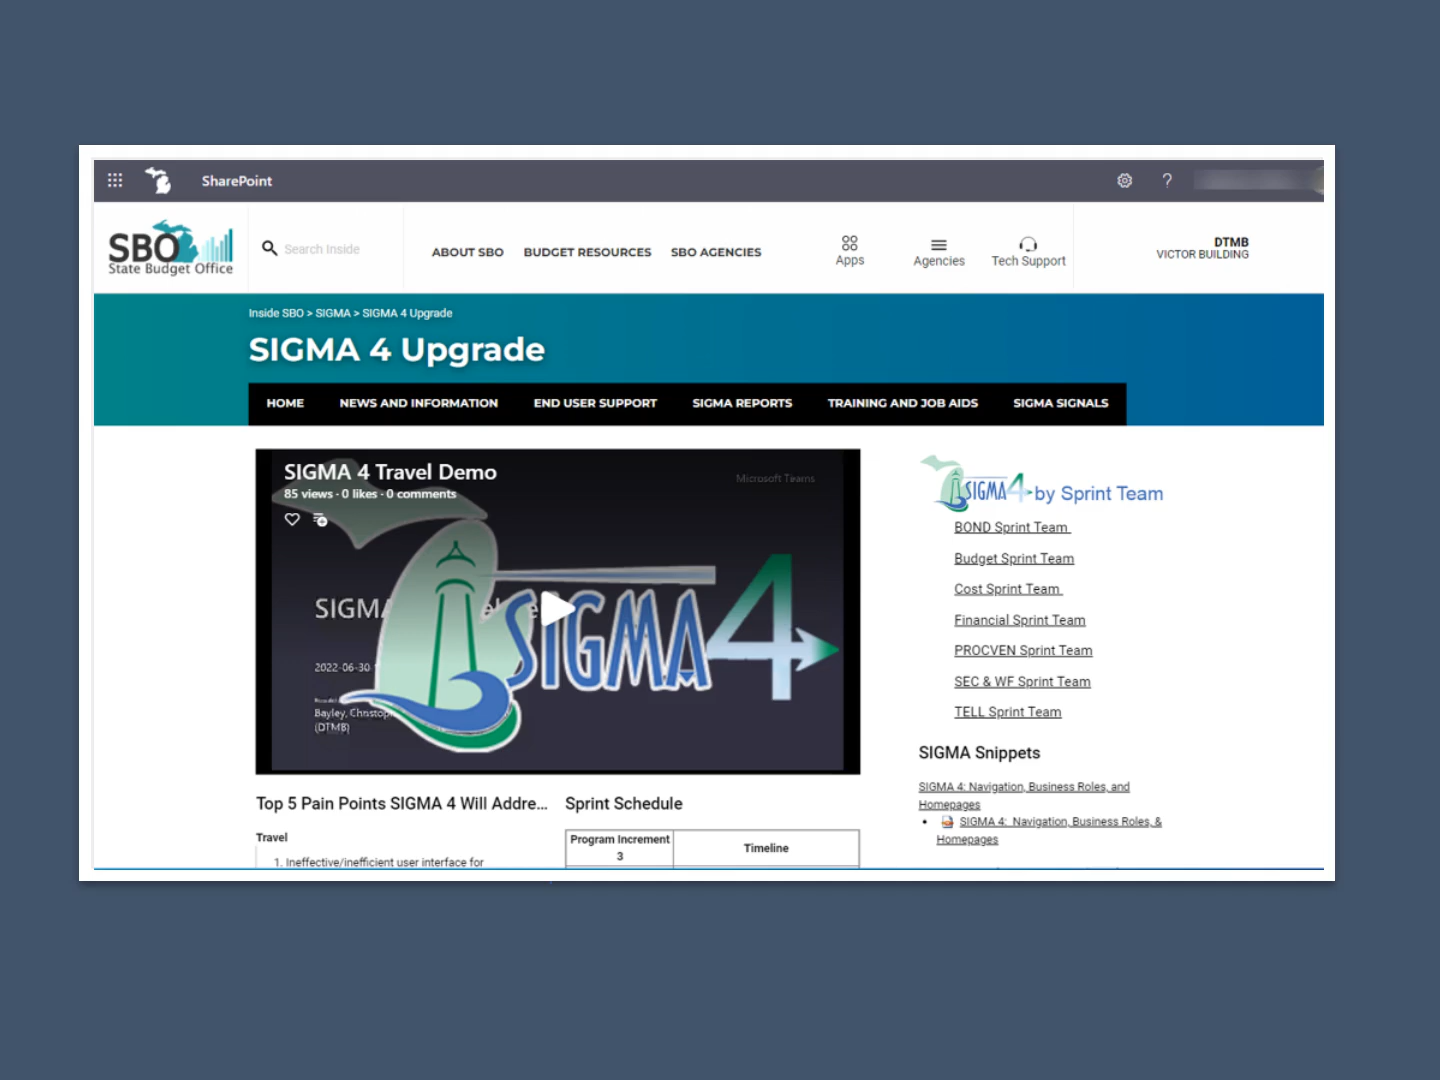 SharePoint
?
SBO
State Budget Office
Search Inside
ABOUT SBO
BUDGET RESOURCES
SBO AGENCIES
Apps
Agencies
Tech Support
DTMB
VICTOR BUILDING
Inside SBO > SIGMA > SIGMA 4 Upgrade
SIGMA 4 Upgrade
HOME
NEWS AND INFORMATION
END USER SUPPORT
SIGMA REPORTS
TRAINING AND JOB AIDS
SIGMA SIGNALS
SIGMA 4 Travel Demo
85 views · 0 likes · 0 comments
Microsoft Teams
SIGMA
SIGMA4
2022-06-30
Bayley,
(DTMB)
Top 5 Pain Points SIGMA 4 Will Addre...
Travel
1. Ineffective/inefficient user interface for
Sprint Schedule
Program Increment
3
Timeline
SIGMA4 by Sprint Team
BOND Sprint Team
Budget Sprint Team
Cost Sprint Team
Financial Sprint Team
PROCVEN Sprint Team
SEC & WF Sprint Team
TELL Sprint Team
SIGMA Snippets
SIGMA 4: Navigation, Business Roles, and
Homepages
• SIGMA 4: Navigation, Business Roles, &
Homepages